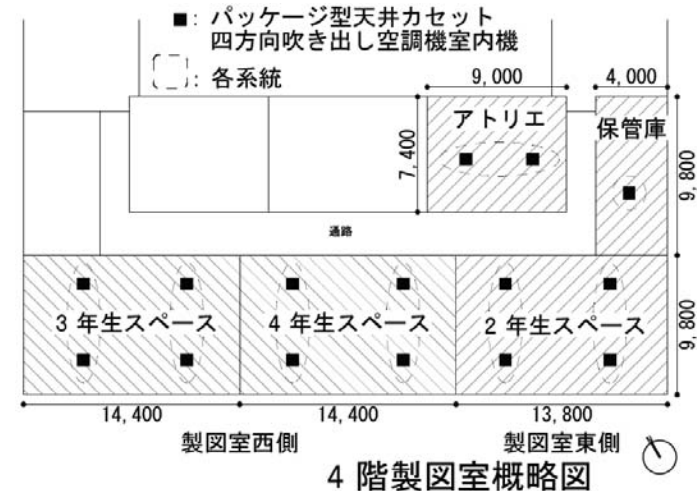 ■：パッケージ型天井カセット
四方向吹き出し空調機室内機
：各系統
9,000
4,000
アトリエ
保管庫
7,400
9,800
通路
3 年生スペース
4 年生スペース
2 年生スペース
9,800
14,400
14,400
13,800
製図室西側
製図室東側
4 階製図室概略図